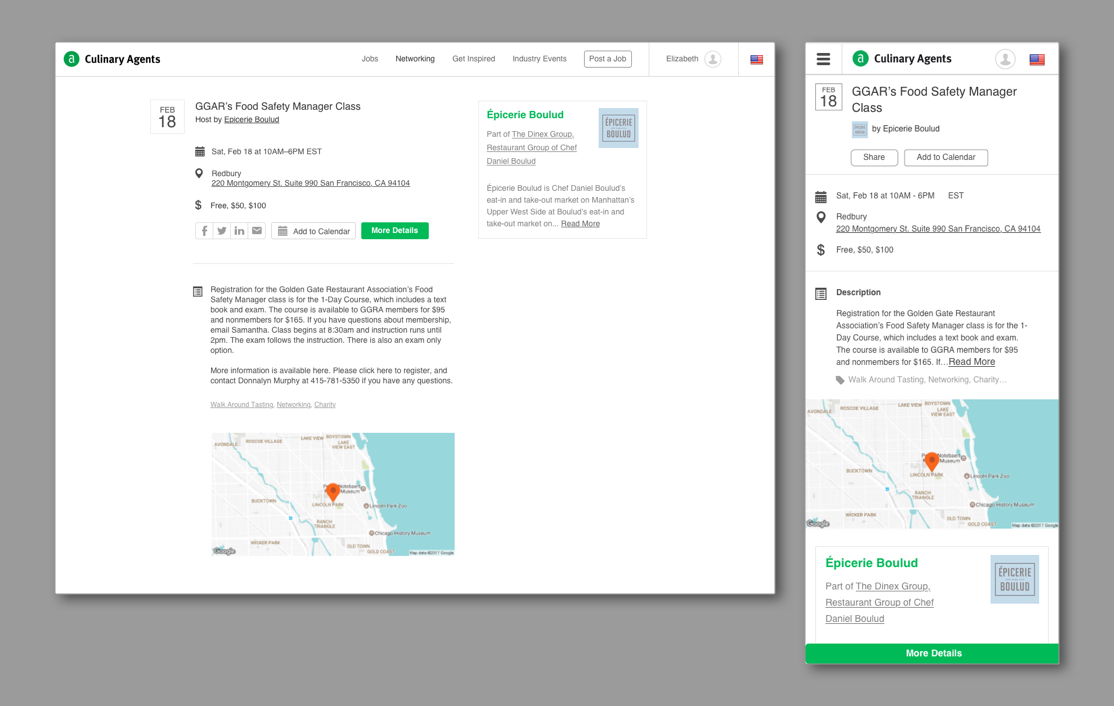 Culinary Agents
Jobs
Networking
Get Inspired
Industry Events
Post a Job
Elizabeth
FEB
18
GGAR's Food Safety Manager Class
Host by Épicerie Boulud
Sat, Feb 18 at 10AM–6PM EST
Redbury
220 Montgomery St. Suite 990 San Francisco, CA 94104
$ Free, $50, $100
Add to Calendar
More Details
Registration for the Golden Gate Restaurant Association's Food
Safety Manager class is for the 1-Day Course, which includes a text
book and exam. The course is available to GGRA members for $95
and nonmembers for $165. If you have questions about membership,
email Samantha. Class begins at 8:30am and instruction runs until
2pm. The exam follows the instruction. There is also an exam only
option.
More information is available here. Please click here to register, and
contact Donnalyn Murphy at 415-781-5350 if you have any questions.
Walk Around Tasting, Networking, Charity
AVONDALE
ROSCOE VILLAGE
LAKE VIEW
BOYSTOWN
LAKE VIEW EAST
Museum
LINCOLN PARK
Lincoln Park Zoo
BUCKTOWN
RANCH TRIANGLE
Chicago History Museum
WICKER PARK
OLD TOWN
GOLD COAST
Google
Map data ©2017 Google
Épicerie Boulud
Part of The Dinex Group,
Restaurant Group of Chef
Daniel Boulud
ÉPICERIE
BOULUD
Épicerie Boulud is Chef Daniel Boulud's
eat-in and take-out market on Manhattan's
Upper West Side at Boulud's eat-in and
take-out market on... Read More
Culinary Agents
FEB
18
GGAR's Food Safety Manager
Class
by Epicerie Boulud
Share
Add to Calendar
Sat, Feb 18 at 10AM - 6PM EST
Redbury
220 Montgomery St. Suite 990 San Francisco, CA 94104
$ Free, $50, $100
Description
Registration for the Golden Gate Restaurant
Association's Food Safety Manager class is for the 1-
Day Course, which includes a text book and exam.
The course is available to GGRA members for $95
and nonmembers for $165. If...Read More
Walk Around Tasting, Networking, Charity...
AVONDALE
ROSCOE VILLAGE
LAKE VIEW
BOYSTOWN
LAKE VIEW EAST
Museum
LINCOLN PARK
Lincoln Park Zoo
BUCKTOWN
RANCH TRIANGLE
Chicago History Museum
WICKER PARK
OLD TOWN
GOLD COAST
Google
Map data ©2017 Google
Épicerie Boulud
Part of The Dinex Group,
Restaurant Group of Chef
Daniel Boulud
ÉPICERIE
BOULUD
More Details